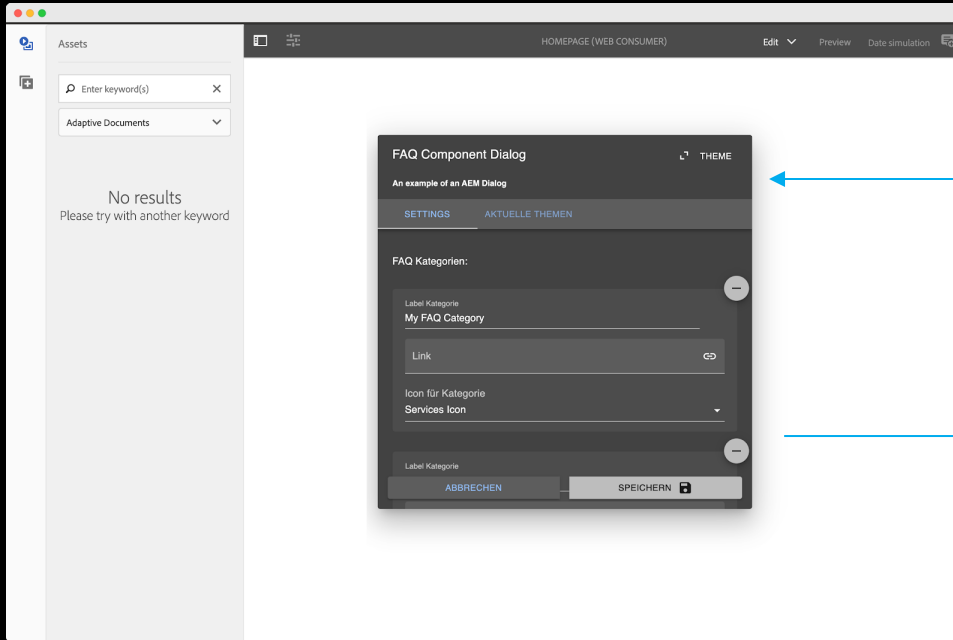 Assets
Enter keyword(s)
Adaptive Documents
No results
Please try with another keyword
HOMEPAGE (WEB CONSUMER)
Edit
Preview
Date simulation
FAQ Component Dialog
THEME
An example of an AEM Dialog
SETTINGS
AKTUELLE THEMEN
FAQ Kategorien:
Label Kategorie
My FAQ Category
Link
Icon für Kategorie
Services Icon
Label Kategorie
ABBRECHEN
SPEICHERN